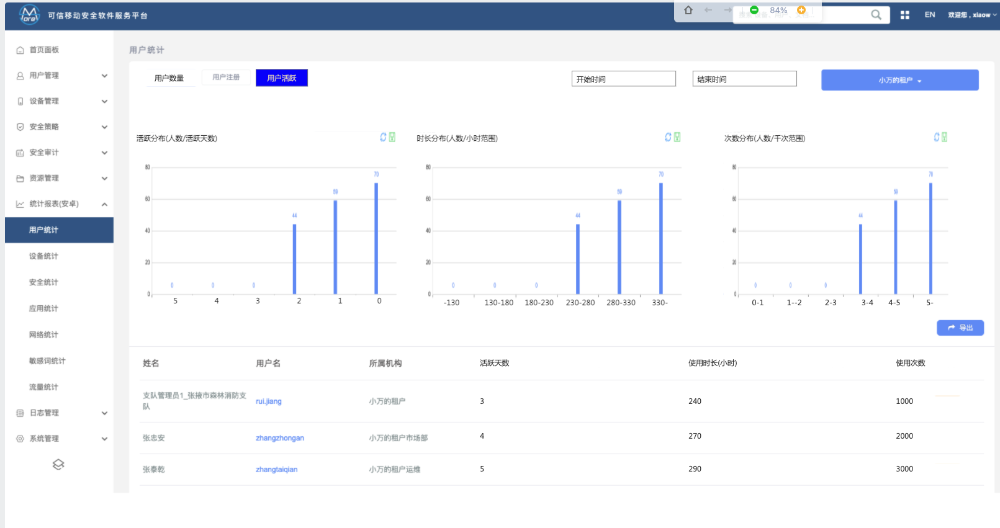 可信移动安全软件服务平台
84%
EN
欢迎您，xiaow
首页面板
用户管理
设备管理
安全策略
安全审计
资源管理
统计报表(安卓)
用户统计
设备统计
安全统计
应用统计
网络统计
敏感词统计
流量统计
日志管理
系统管理
用户统计
用户数量
用户注册
用户活跃
开始时间
结束时间
小万的租户
活跃分布(人数/活跃天数)
80
60
40
20
0
0 0 0 44 59 70
5 4 3 2 1 0
时长分布(人数/小时范围)
80
60
40
20
0
0 0 0 44 59 70
-130 130-180 180-230 230-280 280-330 330-
次数分布(人数/千次范围)
80
60
40
20
0
0 0 0 44 59 70
0-1 1--2 2-3 3-4 4-5 5-
导出
姓名 用户名 所属机构 活跃天数 使用时长(小时) 使用次数
支队管理员1_张掖市森林消防支
队
rui.jiang 小万的租户 3 240 1000
张忠安 zhangzhongan 小万的租户市场部 4 270 2000
张泰乾 zhangtaiqian 小万的租户运维 5 290 3000